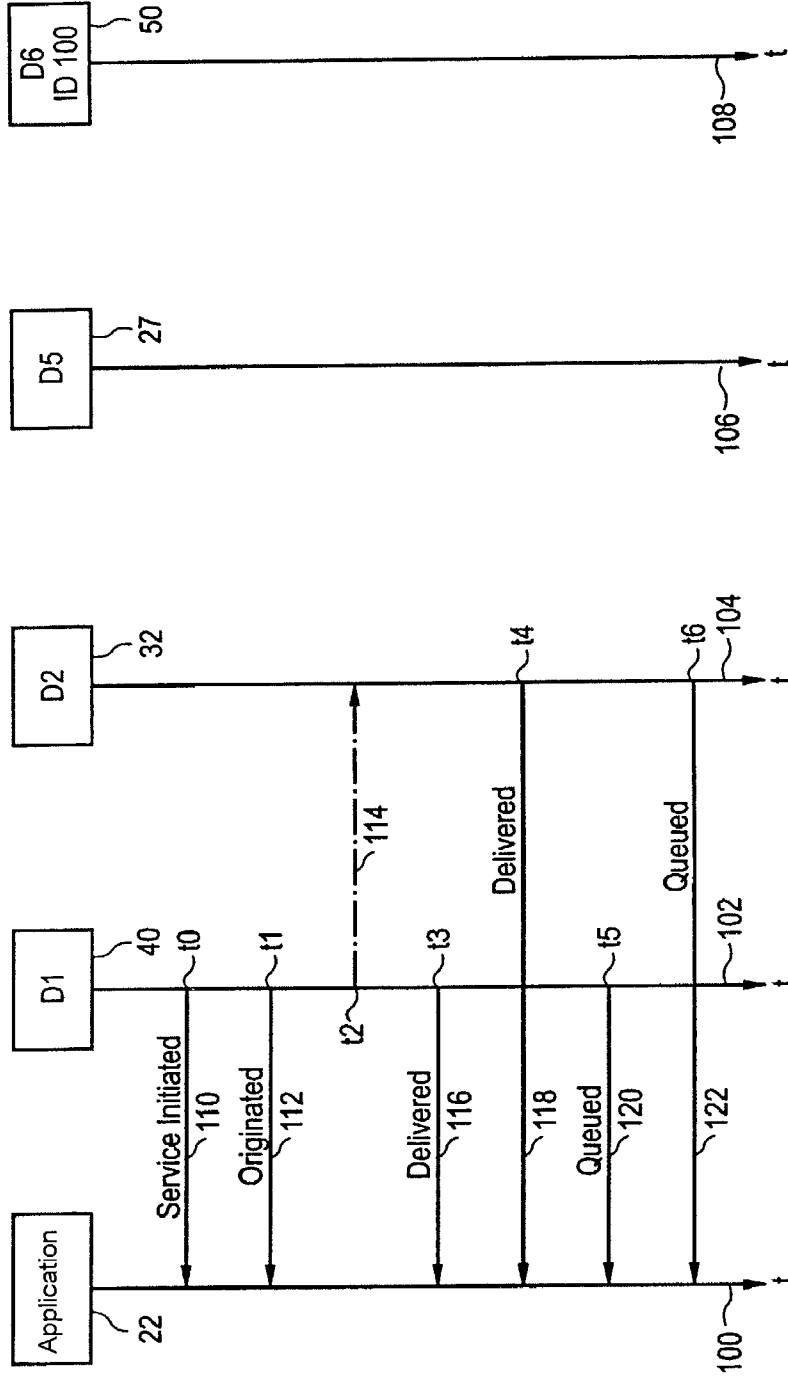 Application
22
D1
40
D2
32
D5
27
D6
ID 100
50
t0
Service Initiated
110
t1
Originated
112
t2
114
t3
Delivered
116
t4
Delivered
118
t5
Queued
120
t6
Queued
122
100
t
102
t
104
t
106
t
108
t